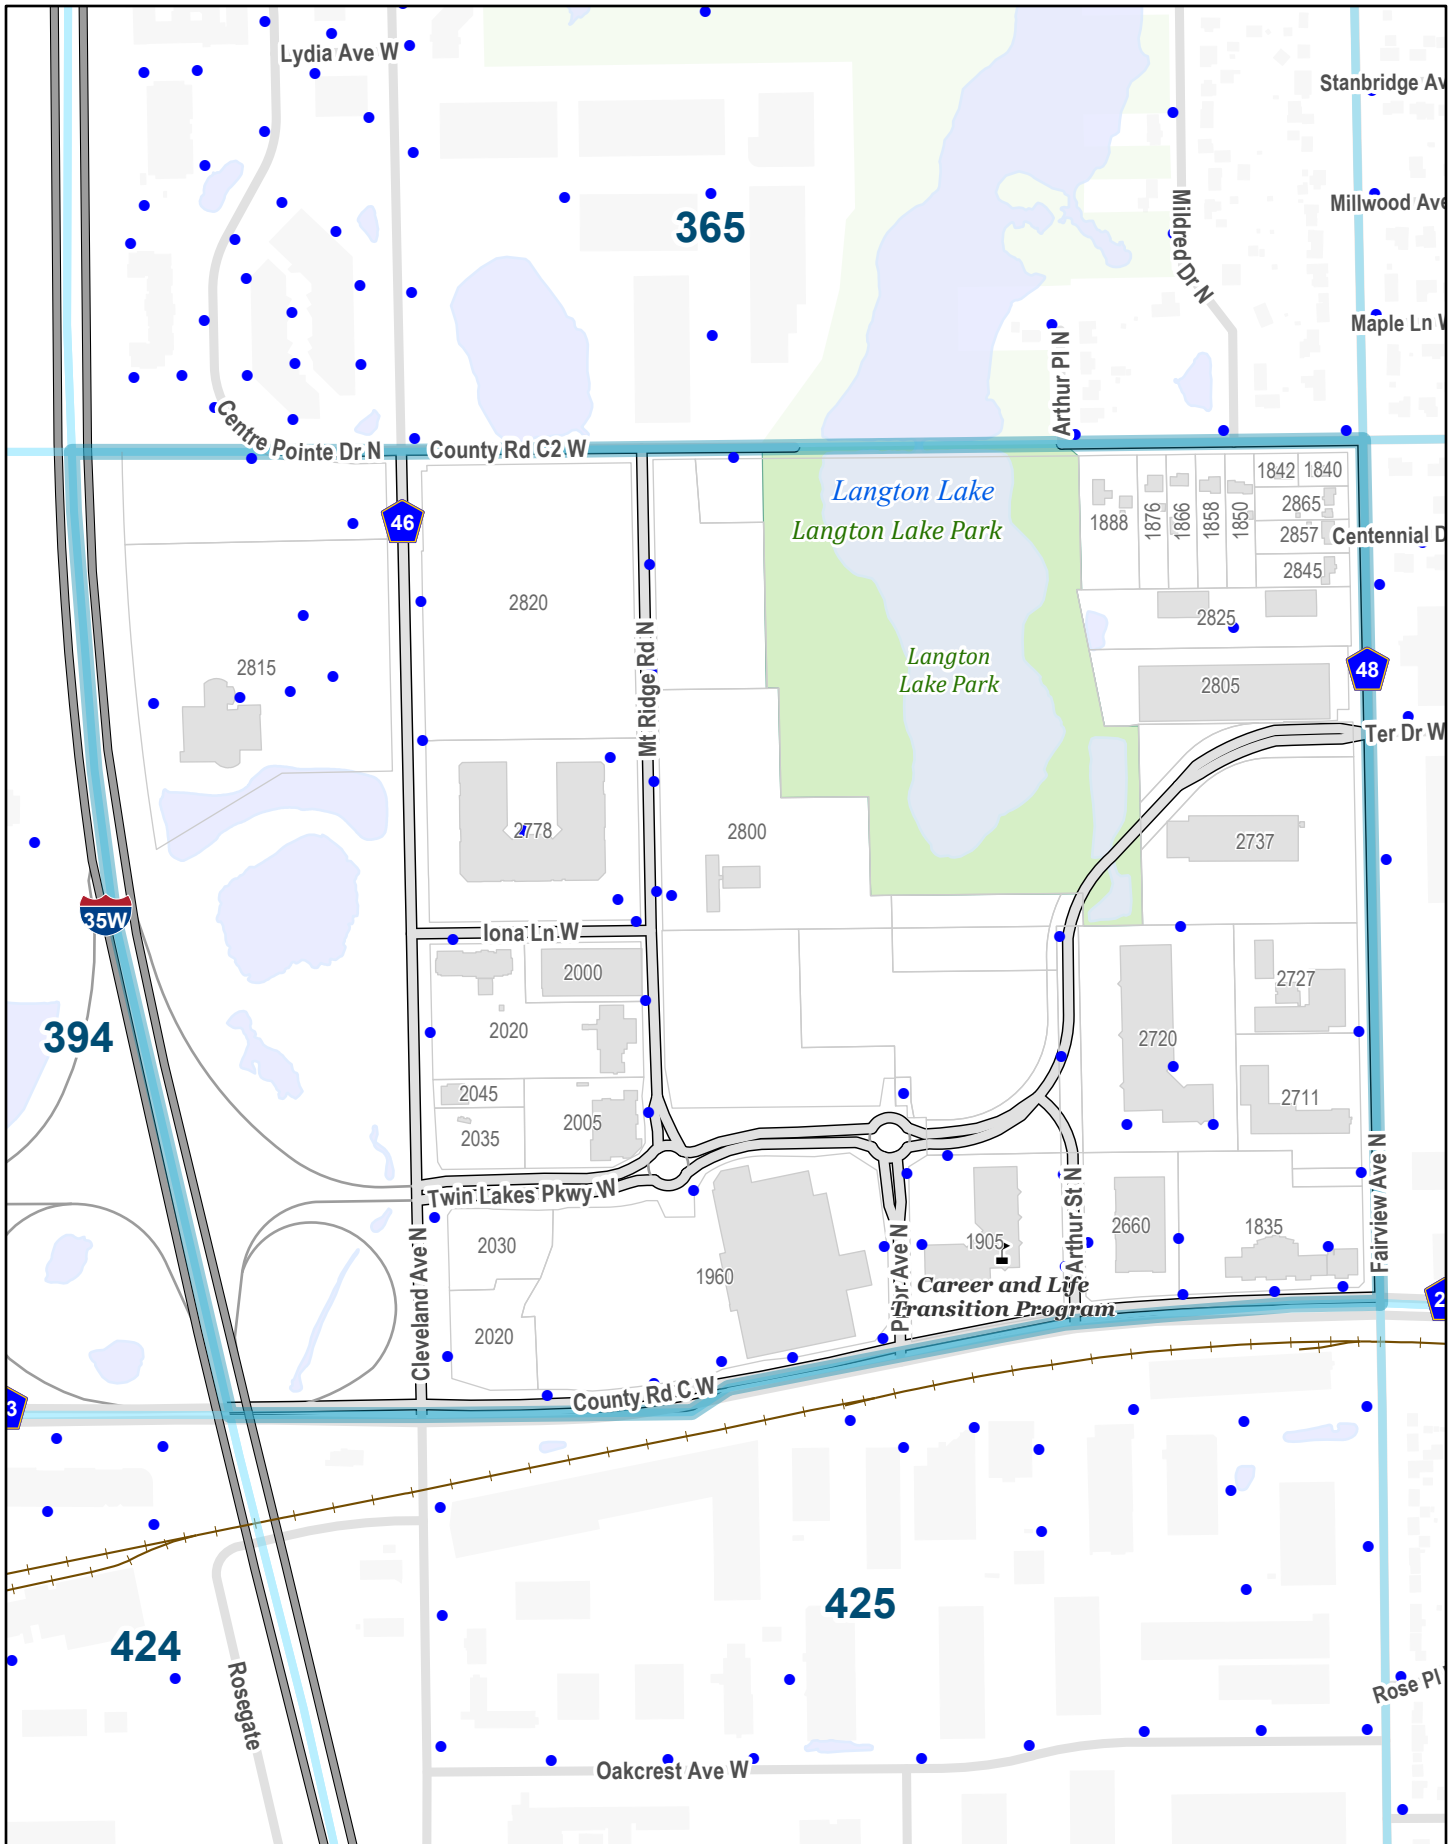 Lydia Ave W
Stanbridge Av
Millwood Ave
365
Mildred Dr N
Maple Ln W
Arthur Pl N
Centre Pointe Dr N
County Rd C2 W
Langton Lake
Langton Lake Park
46
1842
1840
1888
1876
1866
1858
1850
2865
2857
Centennial D
2845
2820
2825
Mt Ridge Rd N
Langton
Lake Park
2815
48
2805
Ter Dr W
2778
2800
2737
35W
Iona Ln W
2000
2727
394
2020
2720
2045
2711
2035
2005
Twin Lakes Pkwy W
Fairview Ave N
Arthur St N
2660
1835
2030
1905
1960
Cleveland Ave N
Prior Ave N
Career and Life
Transition Program
2
2020
County Rd C W
3
425
424
Rosegate
Rose Pl
Oakcrest Ave W